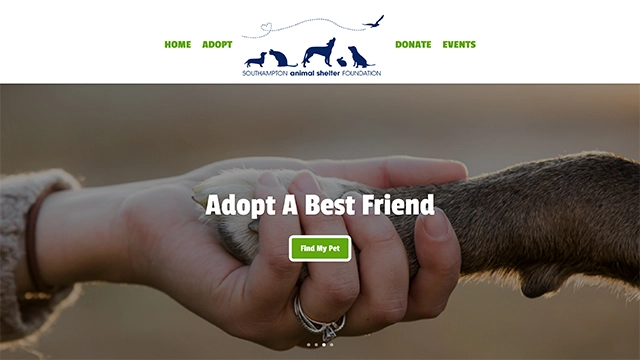 HOME
ADOPT
SOUTHAMPTON animal shelter FOUNDATION
DONATE
EVENTS
Adopt A Best Friend
Find My Pet